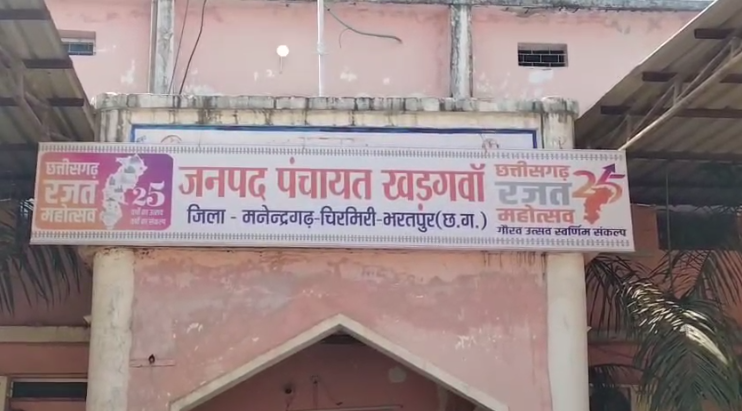 छत्तीसगढ़
रजत
महोत्सव
25
जनपद पंचायत खड़गवॉ
जिला - मनेन्द्रगढ़-चिरमिरी-भरतपुर(छ.ग.)
छत्तीसगढ़
रजत
महोत्सव
25
गौरव उत्सव स्वर्णिम संकल्प